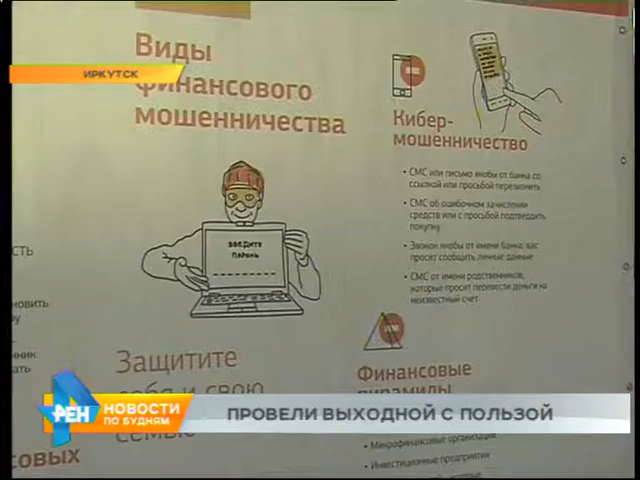 ИРКУТСК
Виды
финансового
мошенничества
ВВЕДИТЕ
ПАРОЛЬ
Защитите
себя и свою
семью
Кибер-
мошенничество
• СМС или письмо якобы от банка со
ссылкой или просьбой перезвонить
• СМС об ошибочном зачислении
средств или с просьбой подтвердить
покупку
• Звонок якобы от имени банка: вас
просят сообщить личные данные
• СМС от имени родственников,
которые просят перевести деньги на
неизвестный счет
Финансовые
пирамиды
• Микрофинансовые организации
• Инвестиционные предприятия
РЕН
НОВОСТИ
ПО БУДНЯМ
ПРОВЕЛИ ВЫХОДНОЙ С ПОЛЬЗОЙ